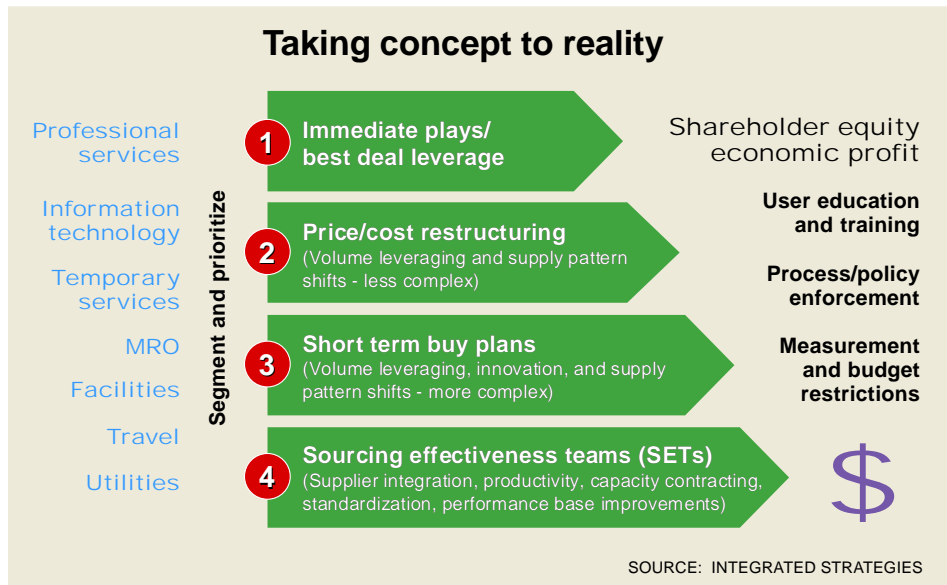 Taking concept to reality
Professional
services
Information
technology
Temporary
services
MRO
Facilities
Travel
Utilities
Segment and prioritize
1
Immediate plays/
best deal leverage
2
Price/cost restructuring
(Volume leveraging and supply pattern
shifts - less complex)
3
Short term buy plans
(Volume leveraging, innovation, and supply
pattern shifts - more complex)
4
Sourcing effectiveness teams (SETs)
(Supplier integration, productivity, capacity contracting,
standardization, performance base improvements)
Shareholder equity
economic profit
User education
and training
Process/policy
enforcement
Measurement
and budget
restrictions
$
SOURCE: INTEGRATED STRATEGIES